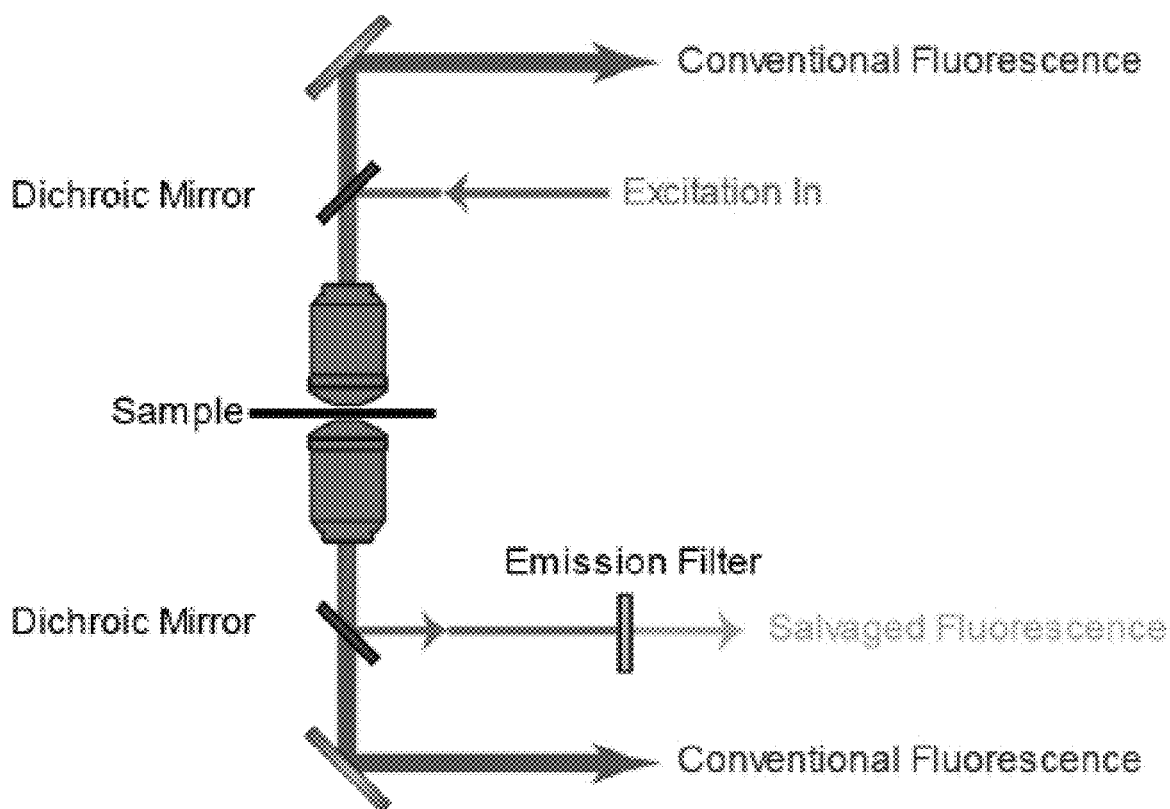 Conventional Fluorescence
Dichroic Mirror
Excitation In
Sample
Emission Filter
Dichroic Mirror
Salvaged Fluorescence
Conventional Fluorescence